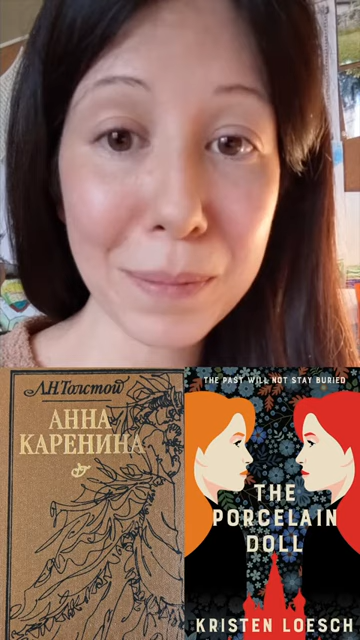 Л.Н.Толстой
АННА
КАРЕНИНА
THE PAST WILL NOT STAY BURIED
THE
PORCELAIN
DOLL
KRISTEN LOESCH